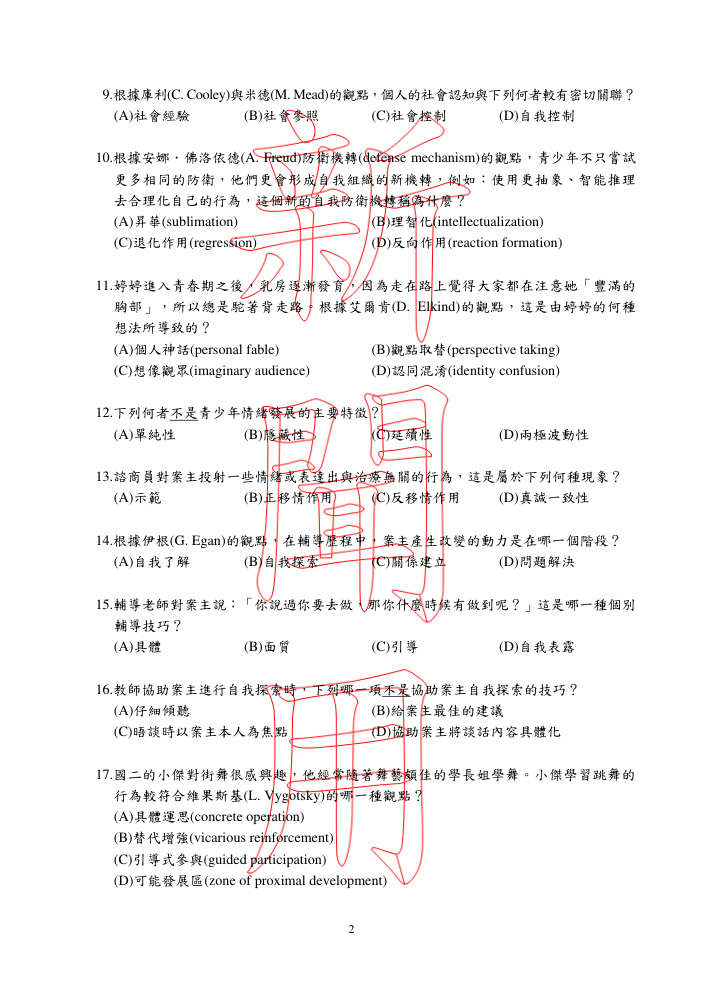 9.根據庫利(C. Cooley)與米德(M. Mead)的觀點，個人的社會認知與下列何者較有密切關聯？
(A)社會經驗 (B)社會參照 (C)社會控制 (D)自我控制
10.根據安娜．佛洛依德(A. Freud)防衛機轉(defense mechanism)的觀點，青少年不只嘗試
更多相同的防衛，他們更會形成自我組織的新機轉，例如：使用更抽象、智能推理
去合理化自己的行為，這個新的自我防衛機轉稱為什麼？
(A)昇華(sublimation) (B)理智化(intellectualization)
(C)退化作用(regression) (D)反向作用(reaction formation)
11.婷婷進入青春期之後，乳房逐漸發育，因為走在路上覺得大家都在注意她「豐滿的
胸部」，所以總是駝著背走路。根據艾爾肯(D. Elkind)的觀點，這是由婷婷的何種
想法所導致的？
(A)個人神話(personal fable) (B)觀點取替(perspective taking)
(C)想像觀眾(imaginary audience) (D)認同混淆(identity confusion)
12.下列何者不是青少年情緒發展的主要特徵？
(A)單純性 (B)隱藏性 (C)延續性 (D)兩極波動性
13.諮商員對案主投射一些情緒或表達出與治療無關的行為，這是屬於下列何種現象？
(A)示範 (B)正移情作用 (C)反移情作用 (D)真誠一致性
14.根據伊根(G. Egan)的觀點，在輔導歷程中，案主產生改變的動力是在哪一個階段？
(A)自我了解 (B)自我探索 (C)關係建立 (D)問題解決
15.輔導老師對案主說：「你說過你要去做，那你什麼時候有做到呢？」這是哪一種個別
輔導技巧？
(A)具體 (B)面質 (C)引導 (D)自我表露
16.教師協助案主進行自我探索時，下列哪一項不是協助案主自我探索的技巧？
(A)仔細傾聽 (B)給案主最佳的建議
(C)晤談時以案主本人為焦點 (D)協助案主將談話內容具體化
17.國二的小傑對街舞很感興趣，他經常隨著舞藝頗佳的學長姐學舞。小傑學習跳舞的
行為較符合維果斯基(L. Vygotsky)的哪一種觀點？
(A)具體運思(concrete operation)
(B)替代增強(vicarious reinforcement)
(C)引導式參與(guided participation)
(D)可能發展區(zone of proximal development)
2
新聞用